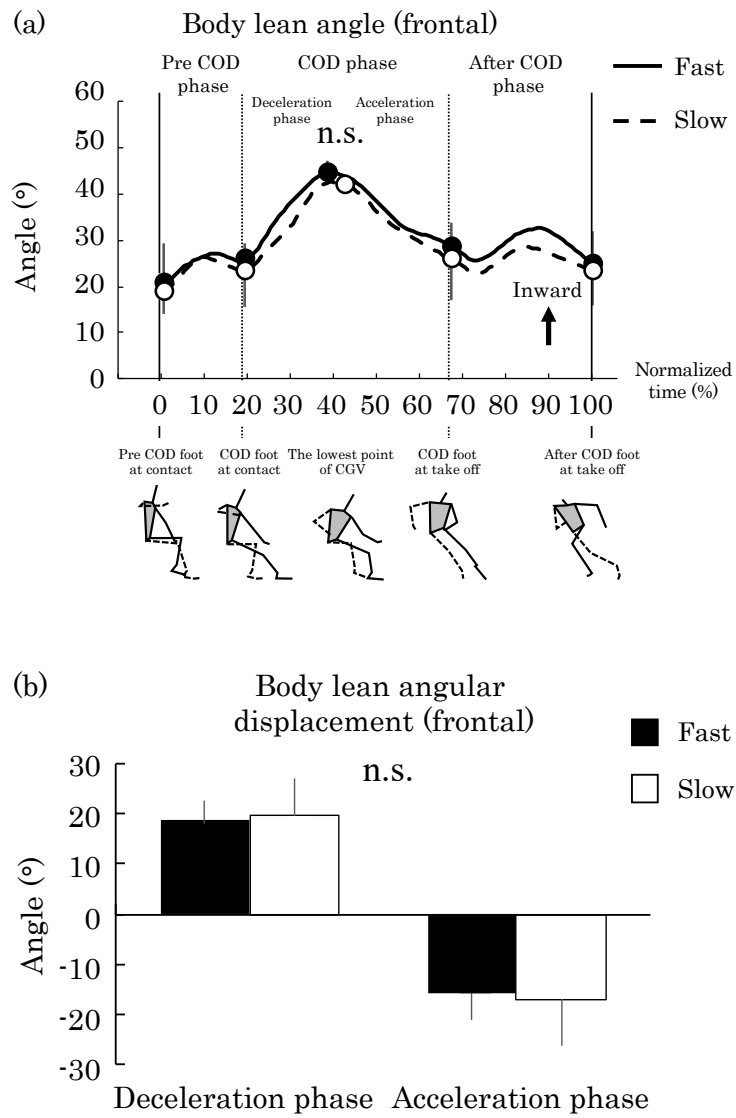 (a) Body lean angle (frontal)
Pre COD phase
COD phase
After COD phase
Fast
Slow
Deceleration phase
Acceleration phase
n.s.
60
50
40
30
20
10
0
Angle (°)
Inward
0 10 20 30 40 50 60 70 80 90 100
Normalized time (%)
Pre COD foot at contact
COD foot at contact
The lowest point of CGV
COD foot at take off
After COD foot at take off
(b) Body lean angular
displacement (frontal)
Fast
Slow
n.s.
30
20
10
0
-10
-20
-30
Angle (°)
Deceleration phase Acceleration phase